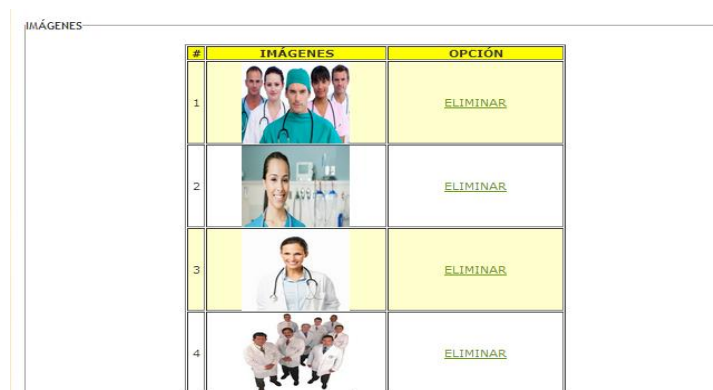 IMÁGENES
# IMÁGENES OPCIÓN
1 ELIMINAR
2 ELIMINAR
3 ELIMINAR
4 ELIMINAR